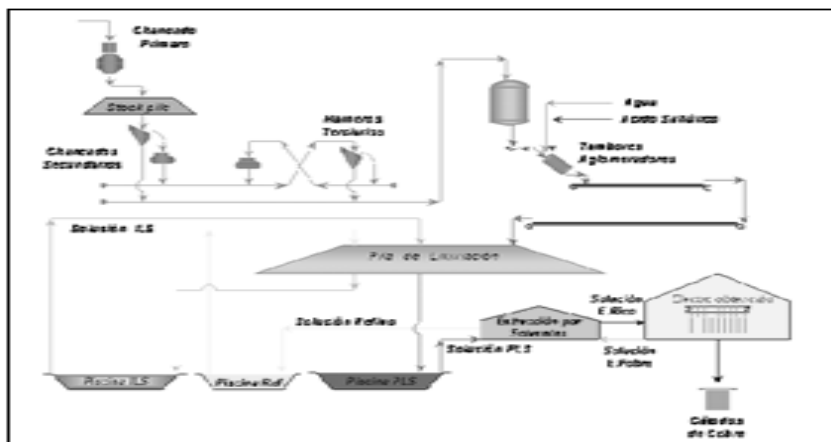 Chancado
Primario
Stock pile
Chancados
Secundarios
Harneros
Terciarios
Agua
Acido Sulfúrico
Tambores
Aglomeradores
Solución ILS
Pila de Lixiviación
Solución Refino
Solución PLS
Extracción por
Solventes
Solución
E.Rico
Solución
E.Pobre
Electroobtención
Piscina ILS
Piscina Ref
Piscina PLS
Cátodos
de Cobre